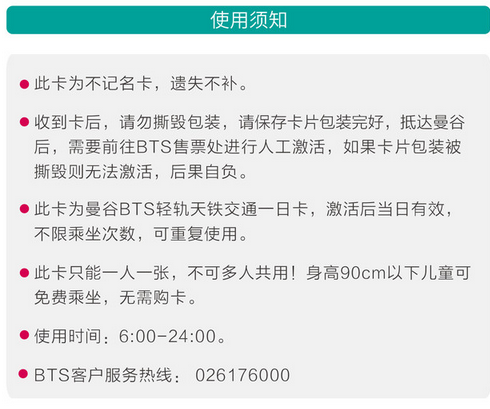 使用须知
此卡为不记名卡，遗失不补。
收到卡后，请勿撕毁包装，请保存卡片包装完好，抵达曼谷
后，需要前往BTS售票处进行人工激活，如果卡片包装被
撕毁则无法激活，后果自负。
此卡为曼谷BTS轻轨天铁交通一日卡，激活后当日有效，
不限乘坐次数，可重复使用。
此卡只能一人一张，不可多人共用！身高90cm以下儿童可
免费乘坐，无需购卡。
使用时间：6:00-24:00。
BTS客户服务热线： 026176000